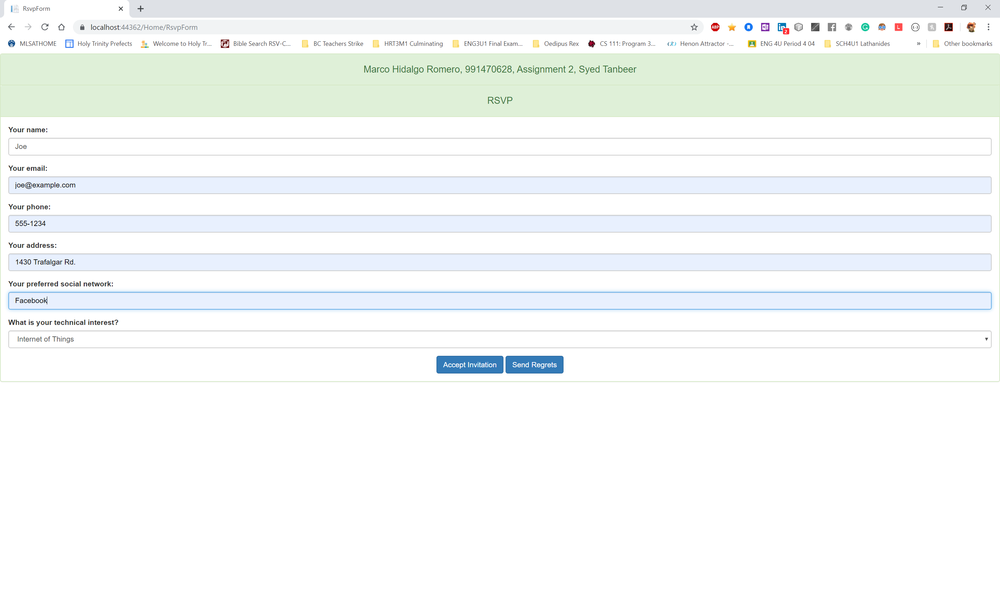 RsvpForm
localhost:44362/Home/RsvpForm
ABP N in 2 f G L
MLSATHOME Holy Trinity Prefects Welcome to Holy Tr... Bible Search RSV-C... BC Teachers Strike HRT3M1 Culminating ENG3U1 Final Exam... Oedipus Rex CS 111: Program 3... Henon Attractor -... ENG 4U Period 4 04 SCH4U1 Lathanides » Other bookmarks
Marco Hidalgo Romero, 991470628, Assignment 2, Syed Tanbeer
RSVP
Your name:
Joe
Your email:
joe@example.com
Your phone:
555-1234
Your address:
1430 Trafalgar Rd.
Your preferred social network:
Facebook
What is your technical interest?
Internet of Things
Accept Invitation Send Regrets